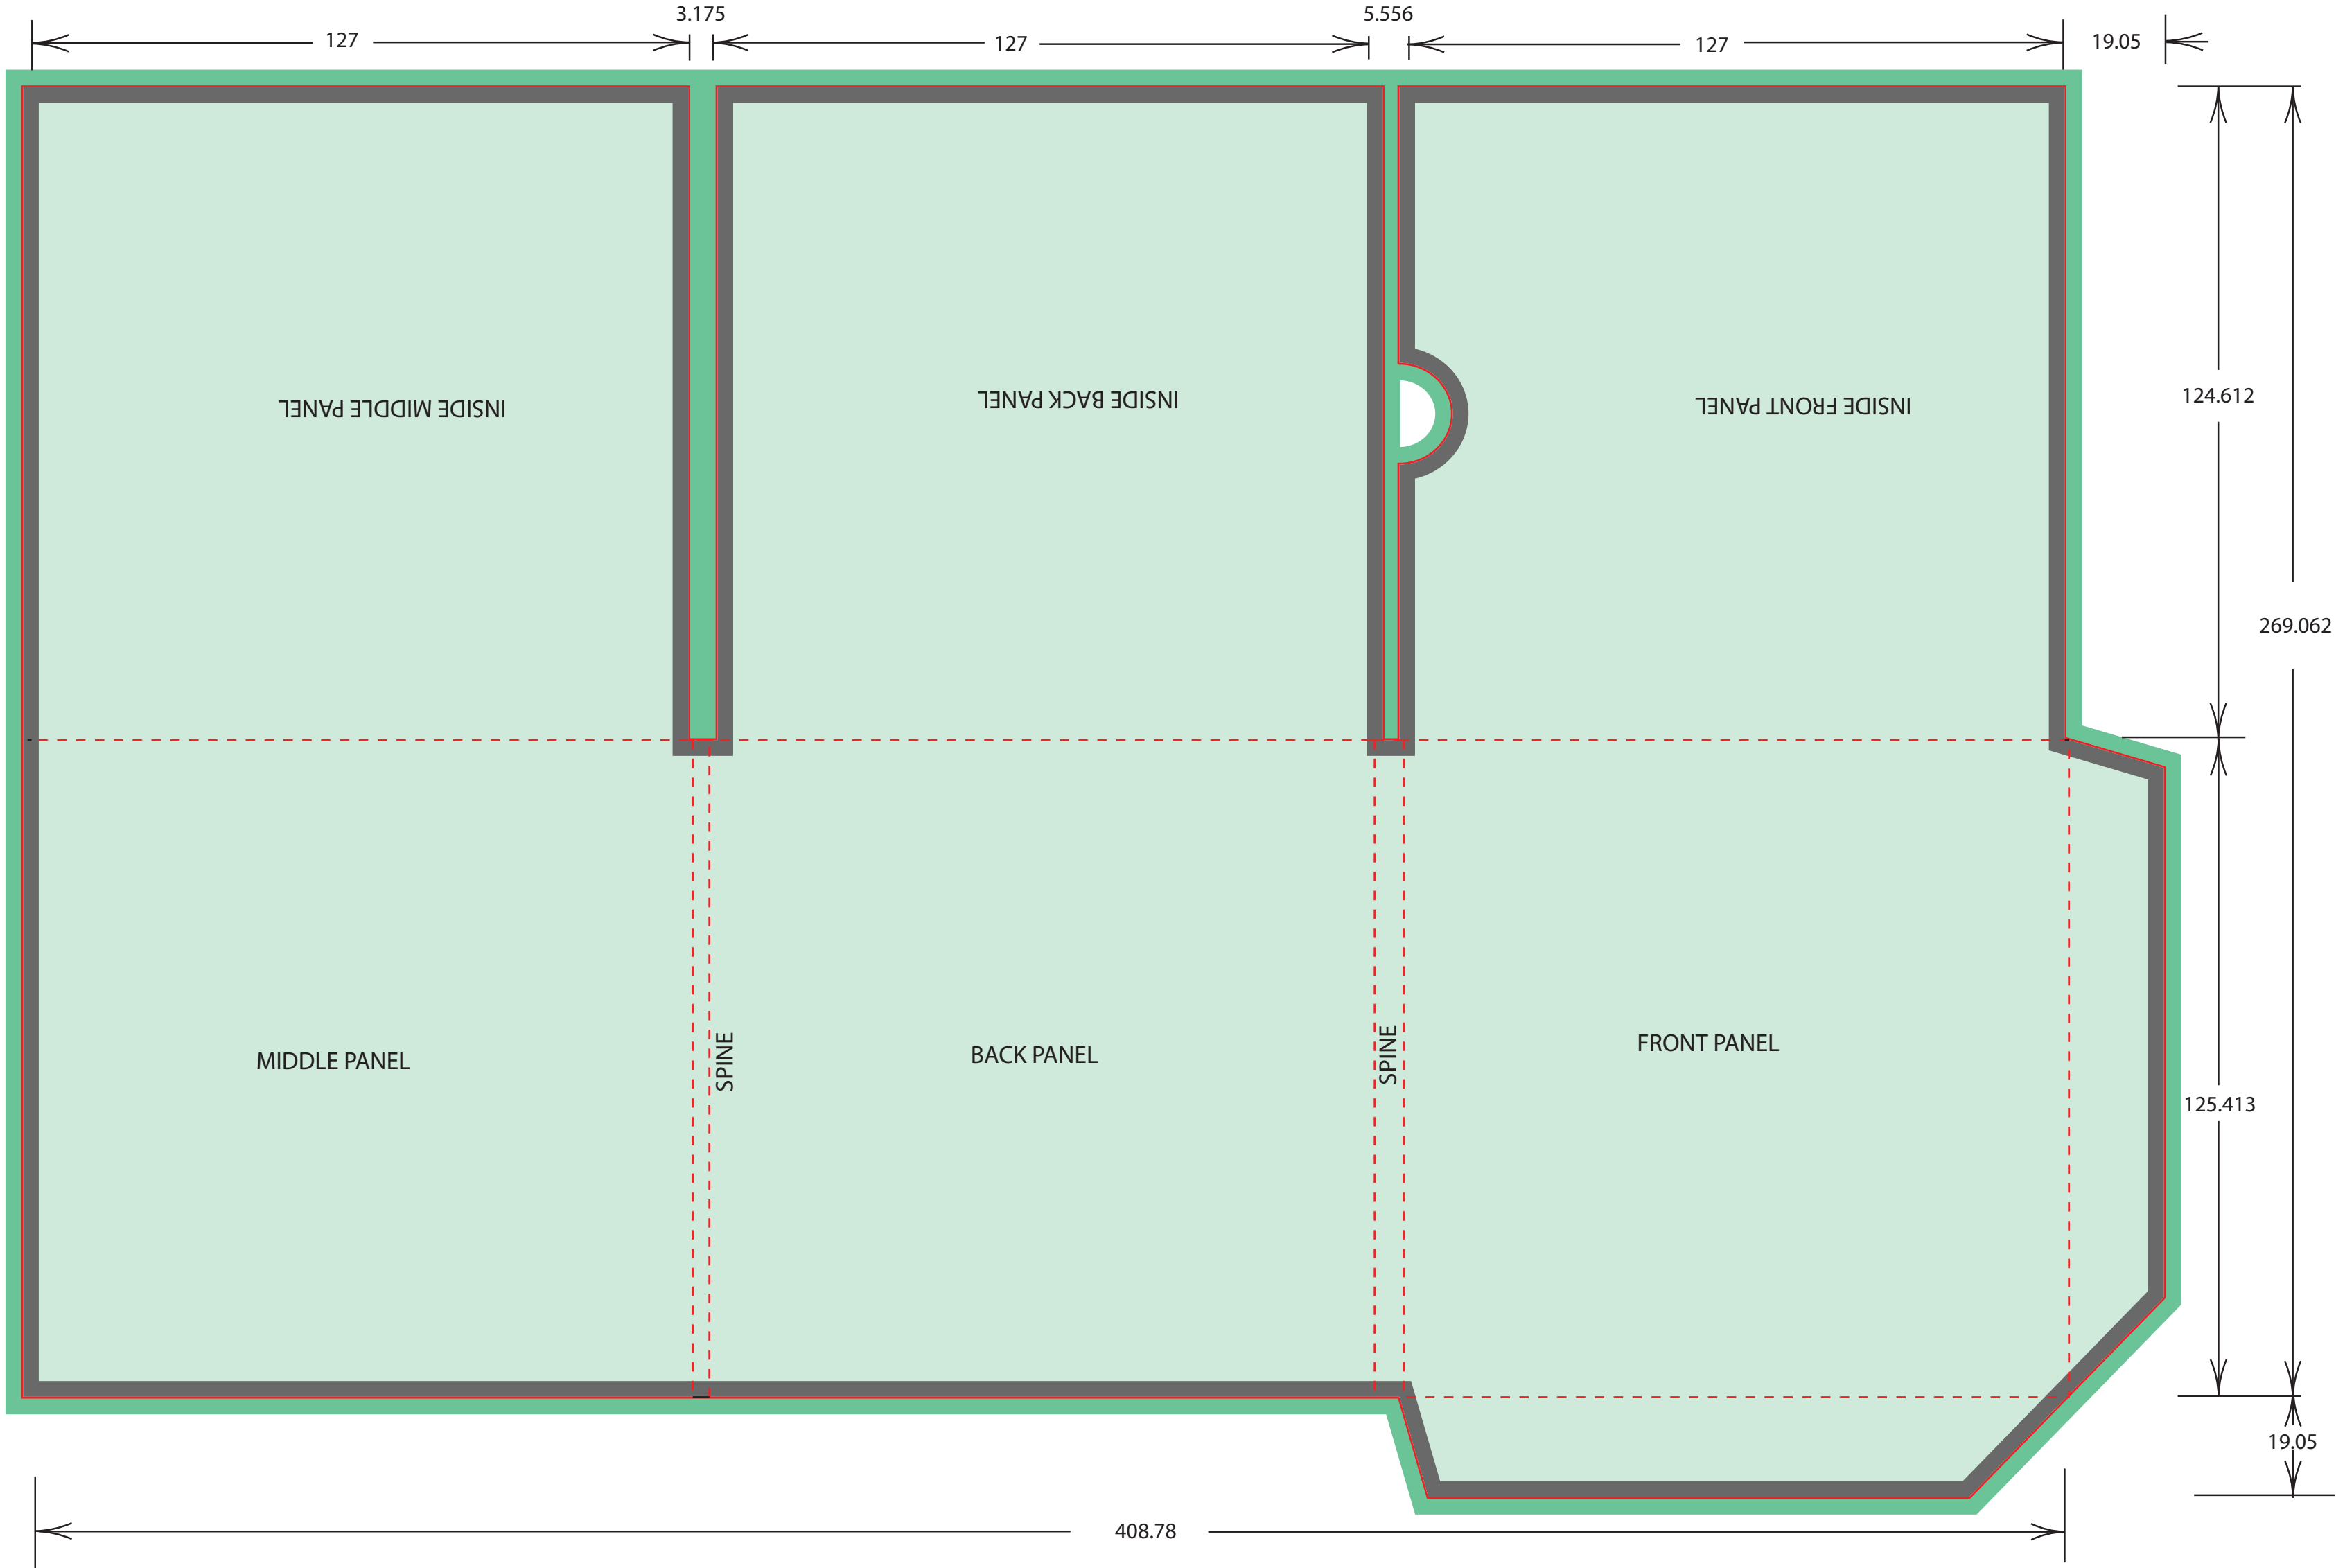 3.175
5.556
127
127
127
19.05
124.612
INSIDE MIDDLE PANEL
INSIDE BACK PANEL
INSIDE FRONT PANEL
269.062
MIDDLE PANEL
SPINE
BACK PANEL
SPINE
FRONT PANEL
125.413
19.05
408.78